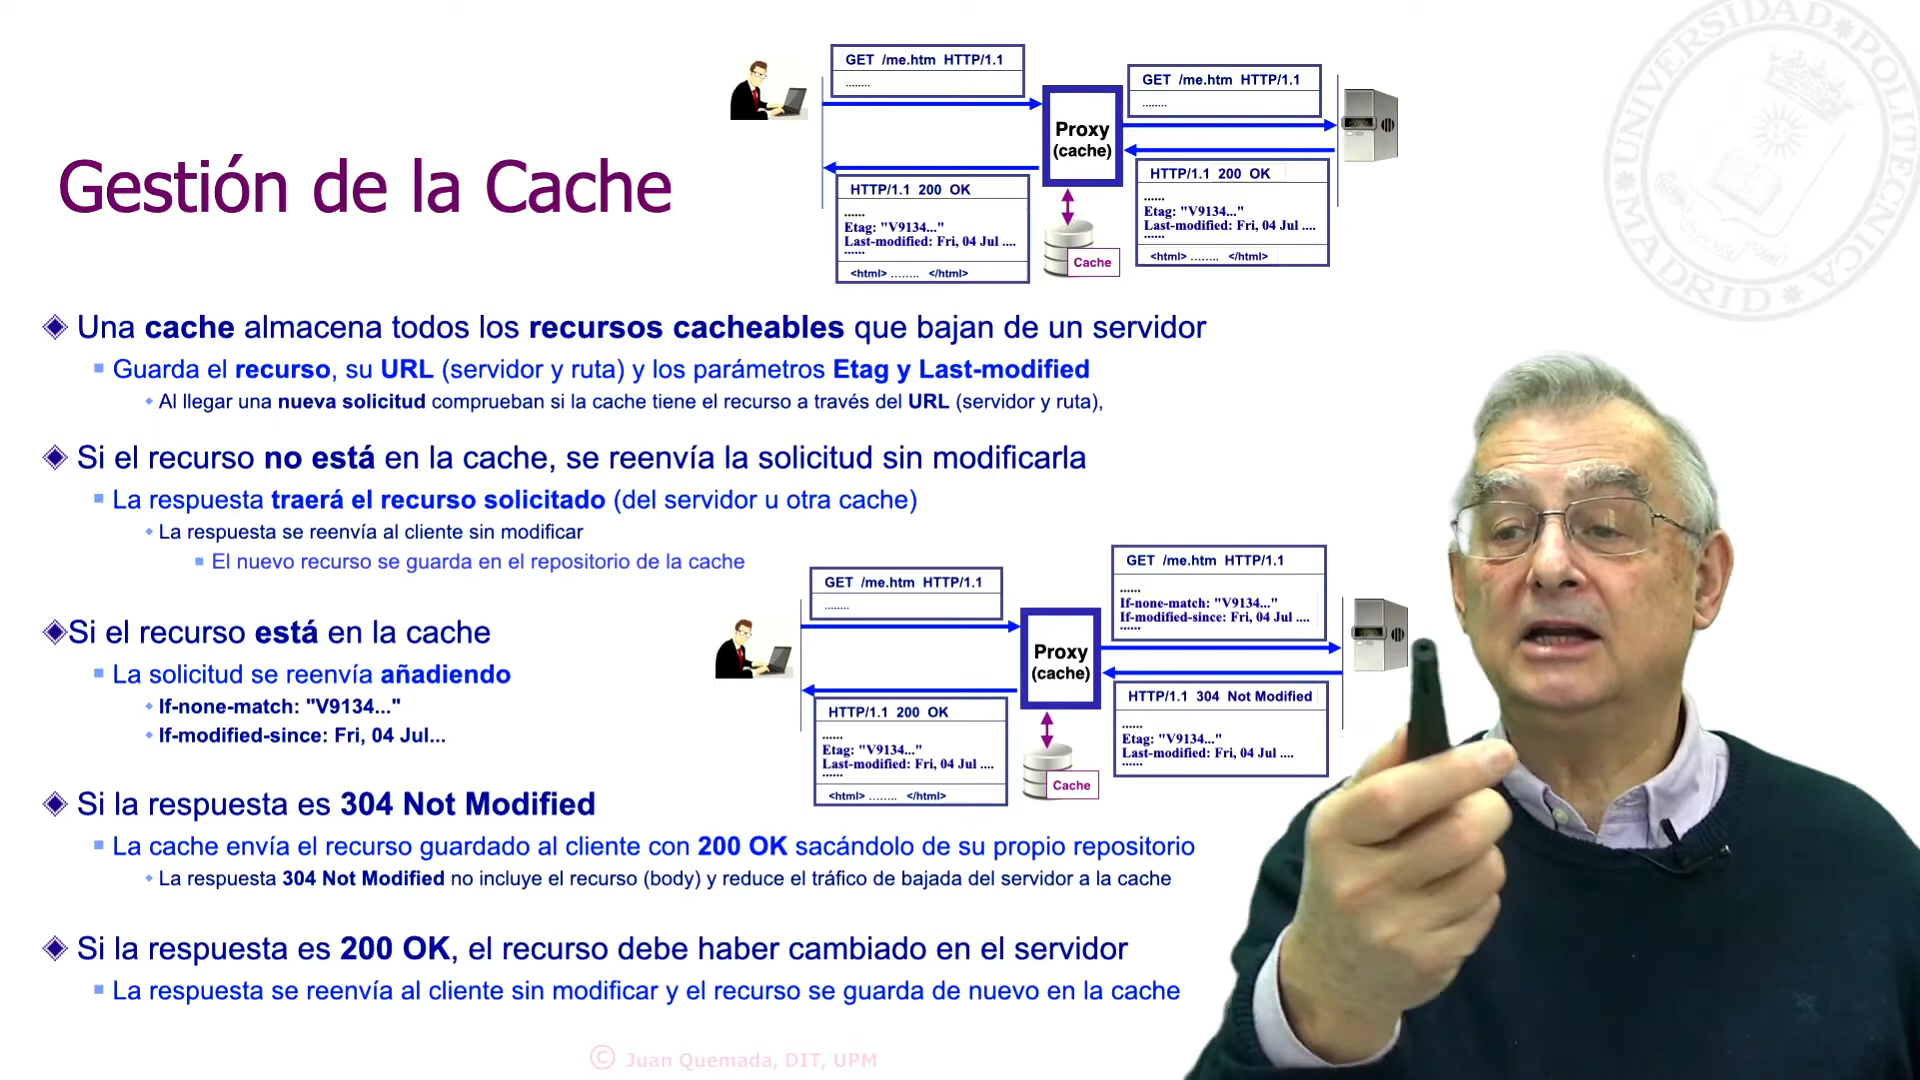 Gestión de la Cache
GET /me.htm HTTP/1.1
........
GET /me.htm HTTP/1.1
........
Proxy
(cache)
HTTP/1.1 200 OK
......
Etag: "V9134..."
Last-modified: Fri, 04 Jul ....
......
<html> ........ </html>
HTTP/1.1 200 OK
......
Etag: "V9134..."
Last-modified: Fri, 04 Jul ....
......
<html> ........ </html>
Cache
UNIVERSIDAD POLITECNICA
MADRID
Una cache almacena todos los recursos cacheables que bajan de un servidor
Guarda el recurso, su URL (servidor y ruta) y los parámetros Etag y Last-modified
Al llegar una nueva solicitud comprueban si la cache tiene el recurso a través del URL (servidor y ruta),
Si el recurso no está en la cache, se reenvía la solicitud sin modificarla
La respuesta traerá el recurso solicitado (del servidor u otra cache)
La respuesta se reenvía al cliente sin modificar
El nuevo recurso se guarda en el repositorio de la cache
Si el recurso está en la cache
La solicitud se reenvía añadiendo
If-none-match: "V9134..."
If-modified-since: Fri, 04 Jul...
GET /me.htm HTTP/1.1
........
GET /me.htm HTTP/1.1
......
If-none-match: "V9134..."
If-modified-since: Fri, 04 Jul ....
......
Proxy
(cache)
HTTP/1.1 200 OK
......
Etag: "V9134..."
Last-modified: Fri, 04 Jul ....
......
<html> ........ </html>
HTTP/1.1 304 Not Modified
......
Etag: "V9134..."
Last-modified: Fri, 04 Jul ....
......
Cache
Si la respuesta es 304 Not Modified
La cache envía el recurso guardado al cliente con 200 OK sacándolo de su propio repositorio
La respuesta 304 Not Modified no incluye el recurso (body) y reduce el tráfico de bajada del servidor a la cache
Si la respuesta es 200 OK, el recurso debe haber cambiado en el servidor
La respuesta se reenvía al cliente sin modificar y el recurso se guarda de nuevo en la cache
© Juan Quemada, DIT, UPM